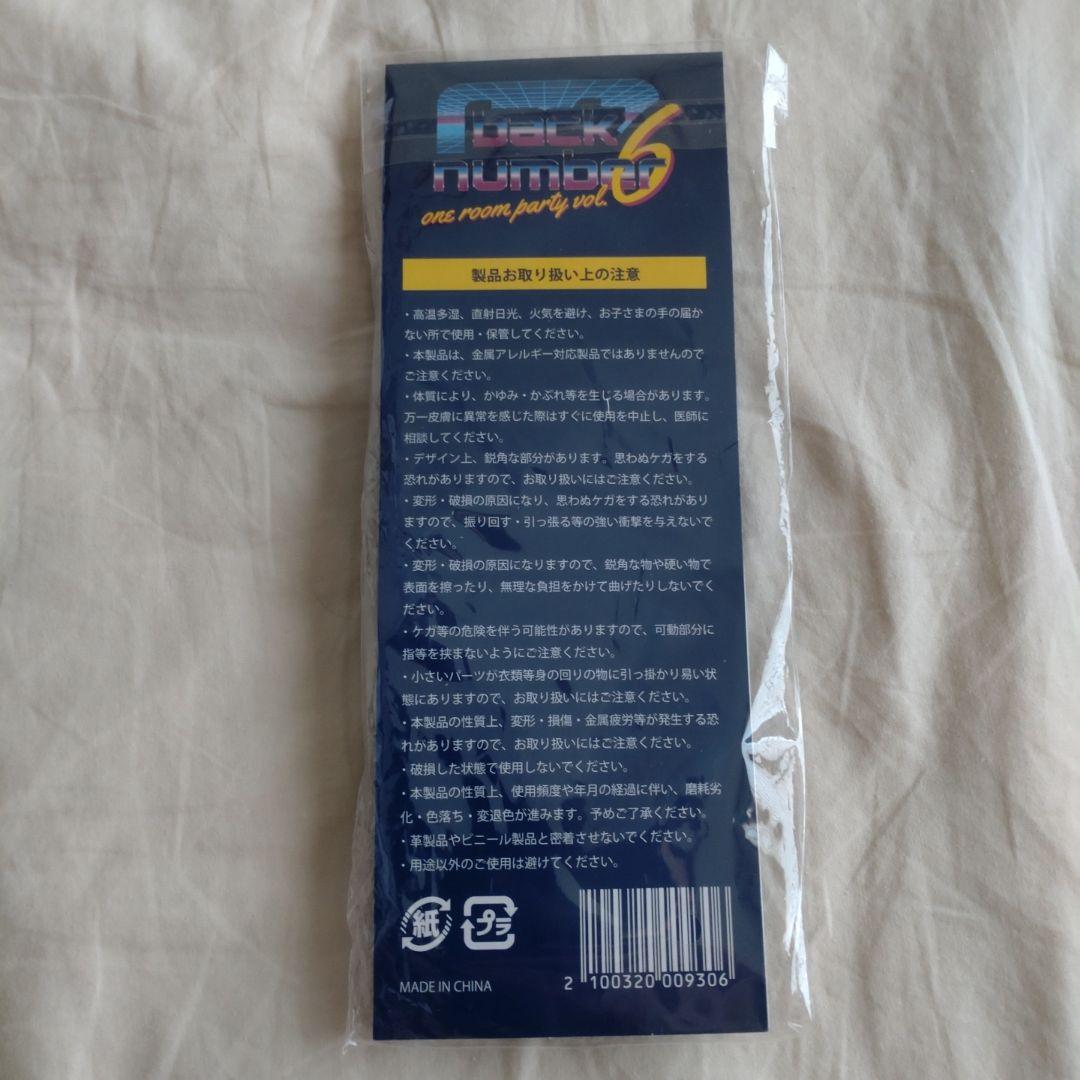 back
number
one room party vol. 6
製品お取り扱い上の注意
・高温多湿、直射日光、火気を避け、お子さまの手の届か
ない所で使用・保管してください。
・本製品は、金属アレルギー対応製品ではありませんので
ご注意ください。
・体質により、かゆみ・かぶれ等を生じる場合があります。
万一皮膚に異常を感じた際はすぐに使用を中止し、医師に
相談してください。
・デザイン上、鋭角な部分があります。思わぬケガをする
恐れがありますので、お取り扱いにはご注意ください。
・変形・破損の原因になり、思わぬケガをする恐れがあり
ますので、振り回す・引っ張る等の強い衝撃を与えないで
ください。
・変形・破損の原因になりますので、鋭角な物や硬い物で
表面を擦ったり、無理な負担をかけて曲げたりしないでく
ださい。
・ケガ等の危険を伴う可能性がありますので、可動部分に
指等を挟まないようにご注意ください。
・小さいパーツが衣類等身の回りの物に引っ掛かり易い状
態にありますので、お取り扱いにはご注意ください。
・本製品の性質上、変形・損傷・金属疲労等が発生する恐
れがありますので、お取り扱いにはご注意ください。
・破損した状態で使用しないでください。
・本製品の性質上、使用頻度や年月の経過に伴い、磨耗劣
化・色落ち・変退色が進みます。予めご了承ください。
・革製品やビニール製品と密着させないでください。
・用途以外のご使用は避けてください。
紙 プラ
MADE IN CHINA
2 100320 009306